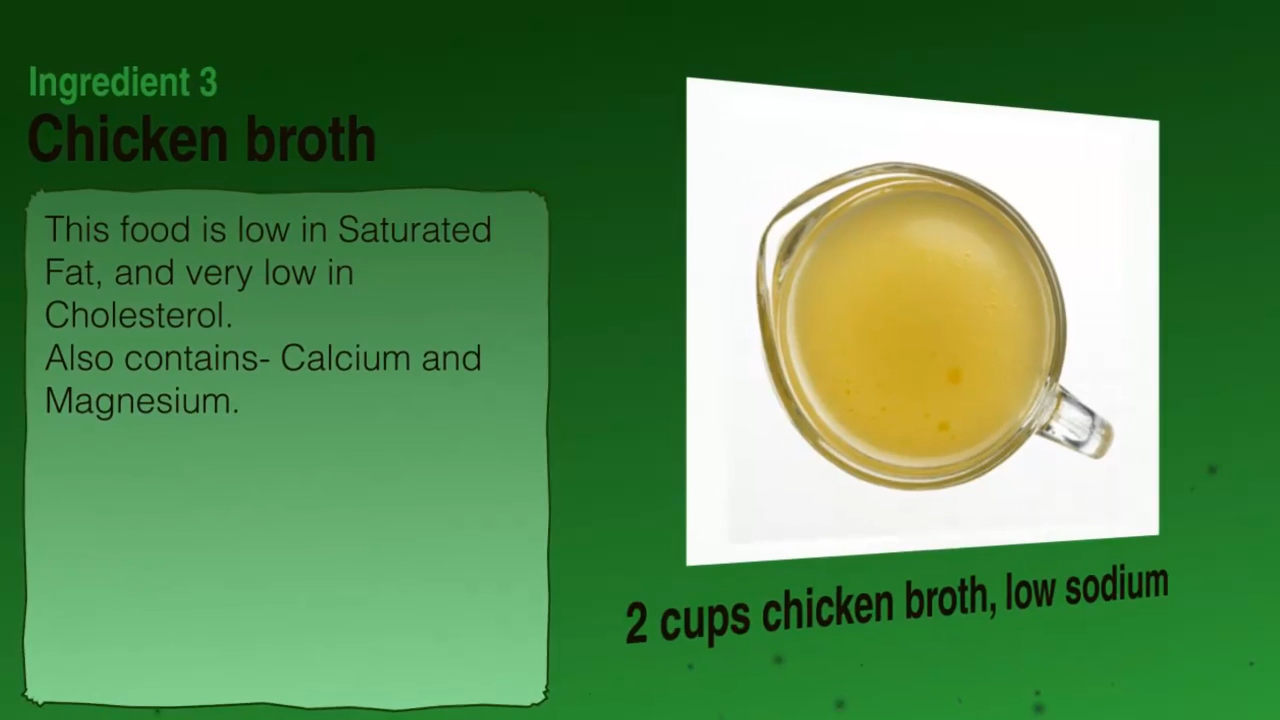 Ingredient 3
Chicken broth
This food is low in Saturated
Fat, and very low in
Cholesterol.
Also contains- Calcium and
Magnesium.
2 cups chicken broth, low sodium